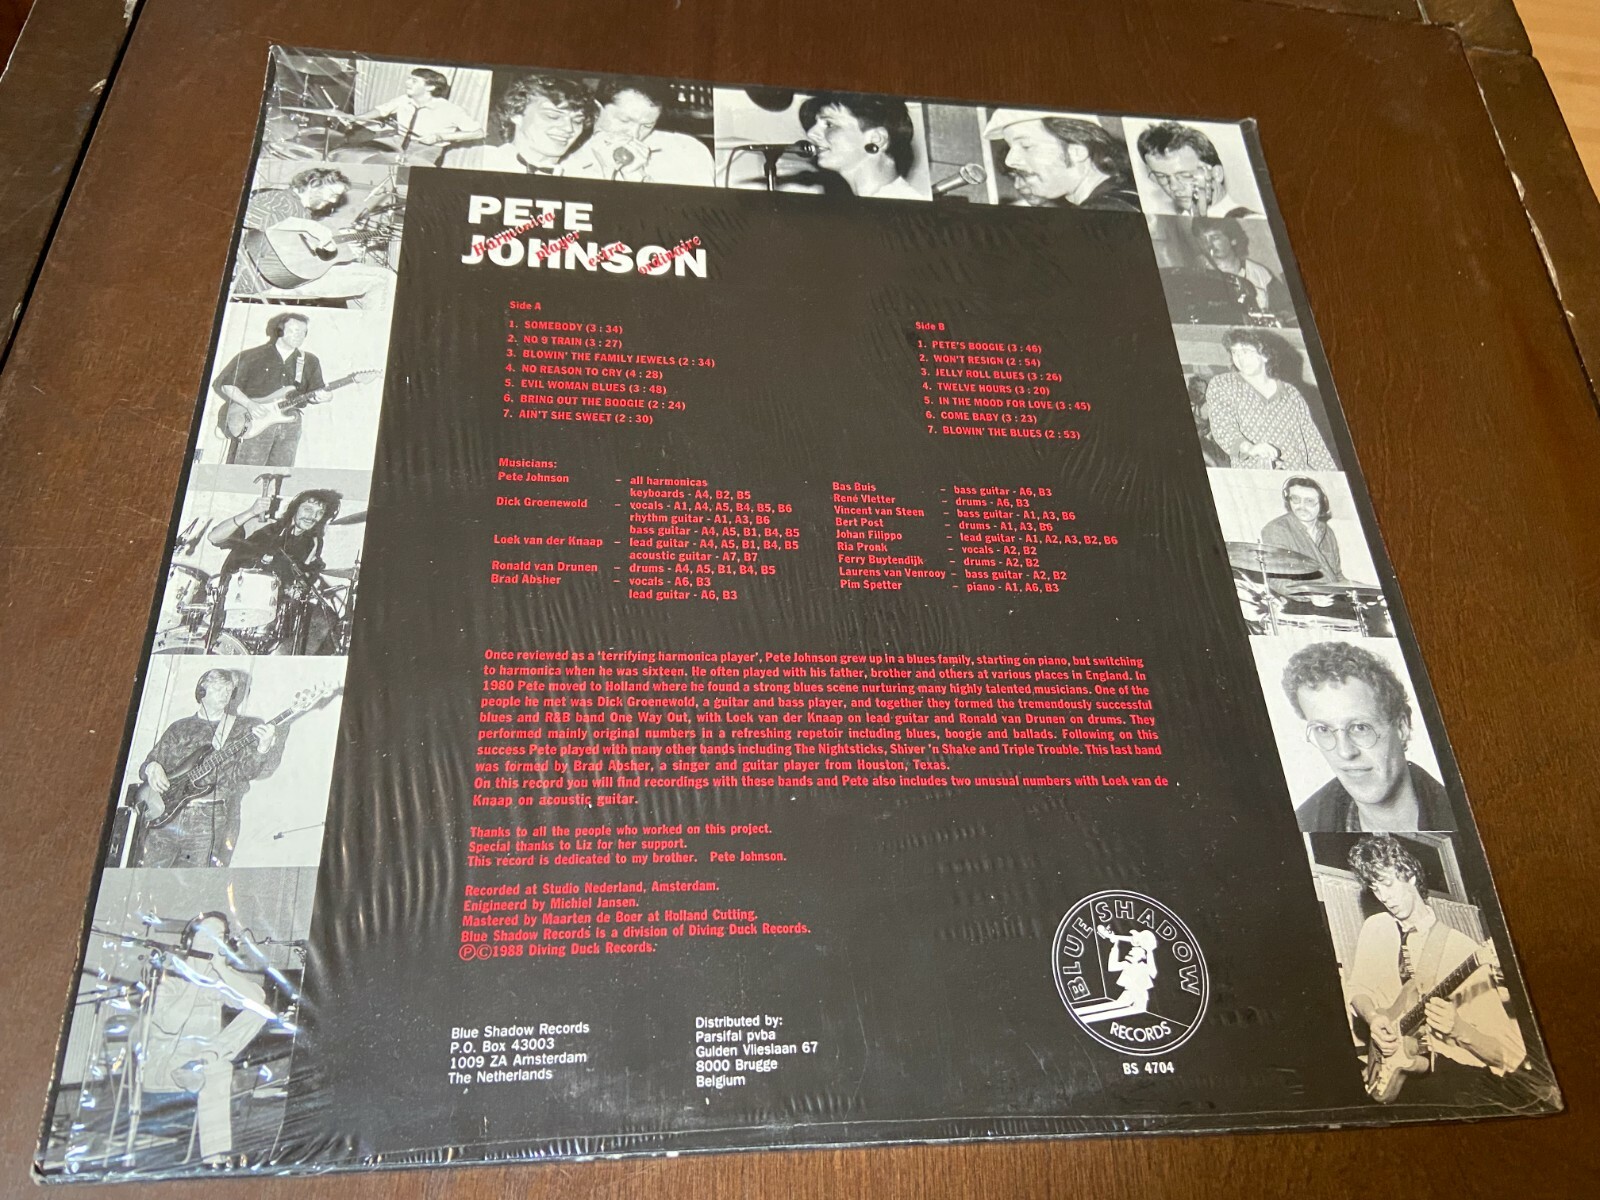 PETE
JOHNSON
Harmonica player extra ordinaire
Side A
1. SOMEBODY (3 : 34)
2. NO 9 TRAIN (3 : 27)
3. BLOWIN' THE FAMILY JEWELS (2 : 34)
4. NO REASON TO CRY (4 : 28)
5. EVIL WOMAN BLUES (3 : 48)
6. BRING OUT THE BOOGIE (2 : 24)
7. AIN'T SHE SWEET (2 : 30)
Side B
1. PETE'S BOOGIE (3 : 46)
2. WON'T RESIGN (2 : 54)
3. JELLY ROLL BLUES (3 : 26)
4. TWELVE HOURS (3 : 20)
5. IN THE MOOD FOR LOVE (3 : 45)
6. COME BABY (3 : 23)
7. BLOWIN' THE BLUES (2 : 53)
Musicians:
Pete Johnson – all harmonicas
keyboards - A4, B2, B5
Dick Groenewold – vocals - A1, A4, A5, B4, B5, B6
rhythm guitar - A1, A3, B6
bass guitar - A4, A5, B1, B4, B5
Loek van der Knaap – lead guitar - A4, A5, B1, B4, B5
acoustic guitar - A7, B7
Ronald van Drunen – drums - A4, A5, B1, B4, B5
Brad Absher – vocals - A6, B3
lead guitar - A6, B3
Bas Buis – bass guitar - A6, B3
René Vletter – drums - A6, B3
Vincent van Steen – bass guitar - A1, A3, B6
Bert Post – drums - A1, A3, B6
Johan Filippo – lead guitar - A1, A2, A3, B2, B6
Ria Pronk – vocals - A2, B2
Ferry Buytendijk – drums - A2, B2
Laurens van Venrooy – bass guitar - A2, B2
Pim Spetter – piano - A1, A6, B3
Once reviewed as a 'terrifying harmonica player', Pete Johnson grew up in a blues family, starting on piano, but switching
to harmonica when he was sixteen. He often played with his father, brother and others at various places in England. In
1980 Pete moved to Holland where he found a strong blues scene nurturing many highly talented musicians. One of the
people he met was Dick Groenewold, a guitar and bass player, and together they formed the tremendously successful
blues and R&B band One Way Out, with Loek van der Knaap on lead guitar and Ronald van Drunen on drums. They
performed mainly original numbers in a refreshing repetoir including blues, boogie and ballads. Following on this
success Pete played with many other bands including The Nightsticks, Shiver 'n Shake and Triple Trouble. This last band
was formed by Brad Absher, a singer and guitar player from Houston, Texas.
On this record you will find recordings with these bands and Pete also includes two unusual numbers with Loek van de
Knaap on acoustic guitar.
Thanks to all the people who worked on this project.
Special thanks to Liz for her support.
This record is dedicated to my brother. Pete Johnson.
Recorded at Studio Nederland, Amsterdam.
Enigineerd by Michiel Jansen.
Mastered by Maarten de Boer at Holland Cutting.
Blue Shadow Records is a division of Diving Duck Records.
Ⓟ©1988 Diving Duck Records.
Blue Shadow Records
P.O. Box 43003
1009 ZA Amsterdam
The Netherlands
Distributed by:
Parsifal pvba
Gulden Vlieslaan 67
8000 Brugge
Belgium
BLUE SHADOW
RECORDS
BS 4704